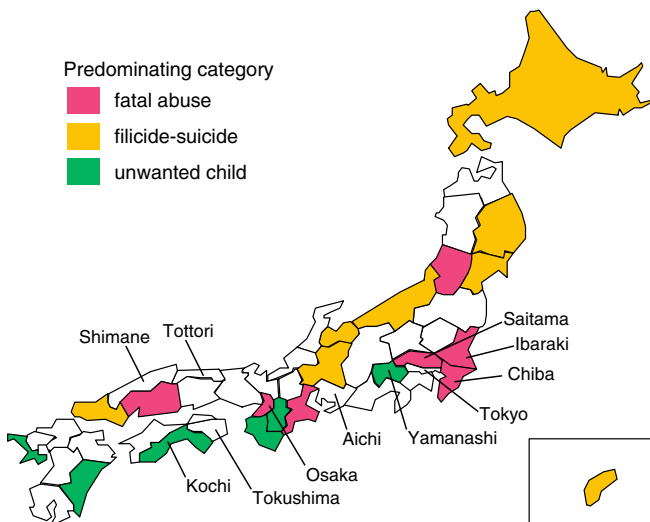 Predominating category
fatal abuse
filicide-suicide
unwanted child
Saitama
Tottori
Shimane
Ibaraki
Chiba
Tokyo
Aichi
Yamanashi
Osaka
Kochi
Tokushima